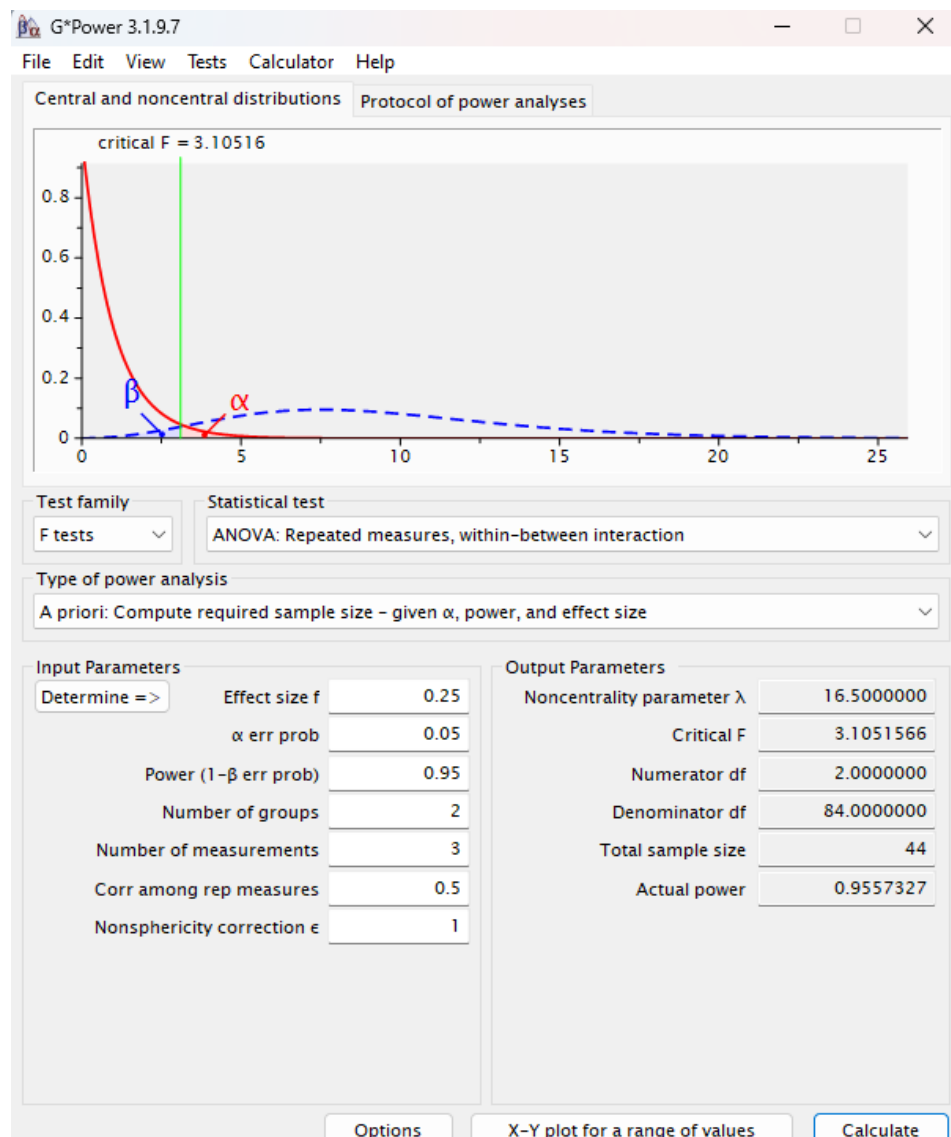 G*Power 3.1.9.7
File Edit View Tests Calculator Help
Central and noncentral distributions Protocol of power analyses
critical F = 3.10516
0.8
0.6
0.4
0.2
0
β
α
0 5 10 15 20 25
Test family Statistical test
F tests ANOVA: Repeated measures, within-between interaction
Type of power analysis
A priori: Compute required sample size - given α, power, and effect size
Input Parameters Output Parameters
Determine => Effect size f 0.25 Noncentrality parameter λ 16.5000000
α err prob 0.05 Critical F 3.1051566
Power (1-β err prob) 0.95 Numerator df 2.0000000
Number of groups 2 Denominator df 84.0000000
Number of measurements 3 Total sample size 44
Corr among rep measures 0.5 Actual power 0.9557327
Nonsphericity correction ϵ 1
Options X-Y plot for a range of values Calculate